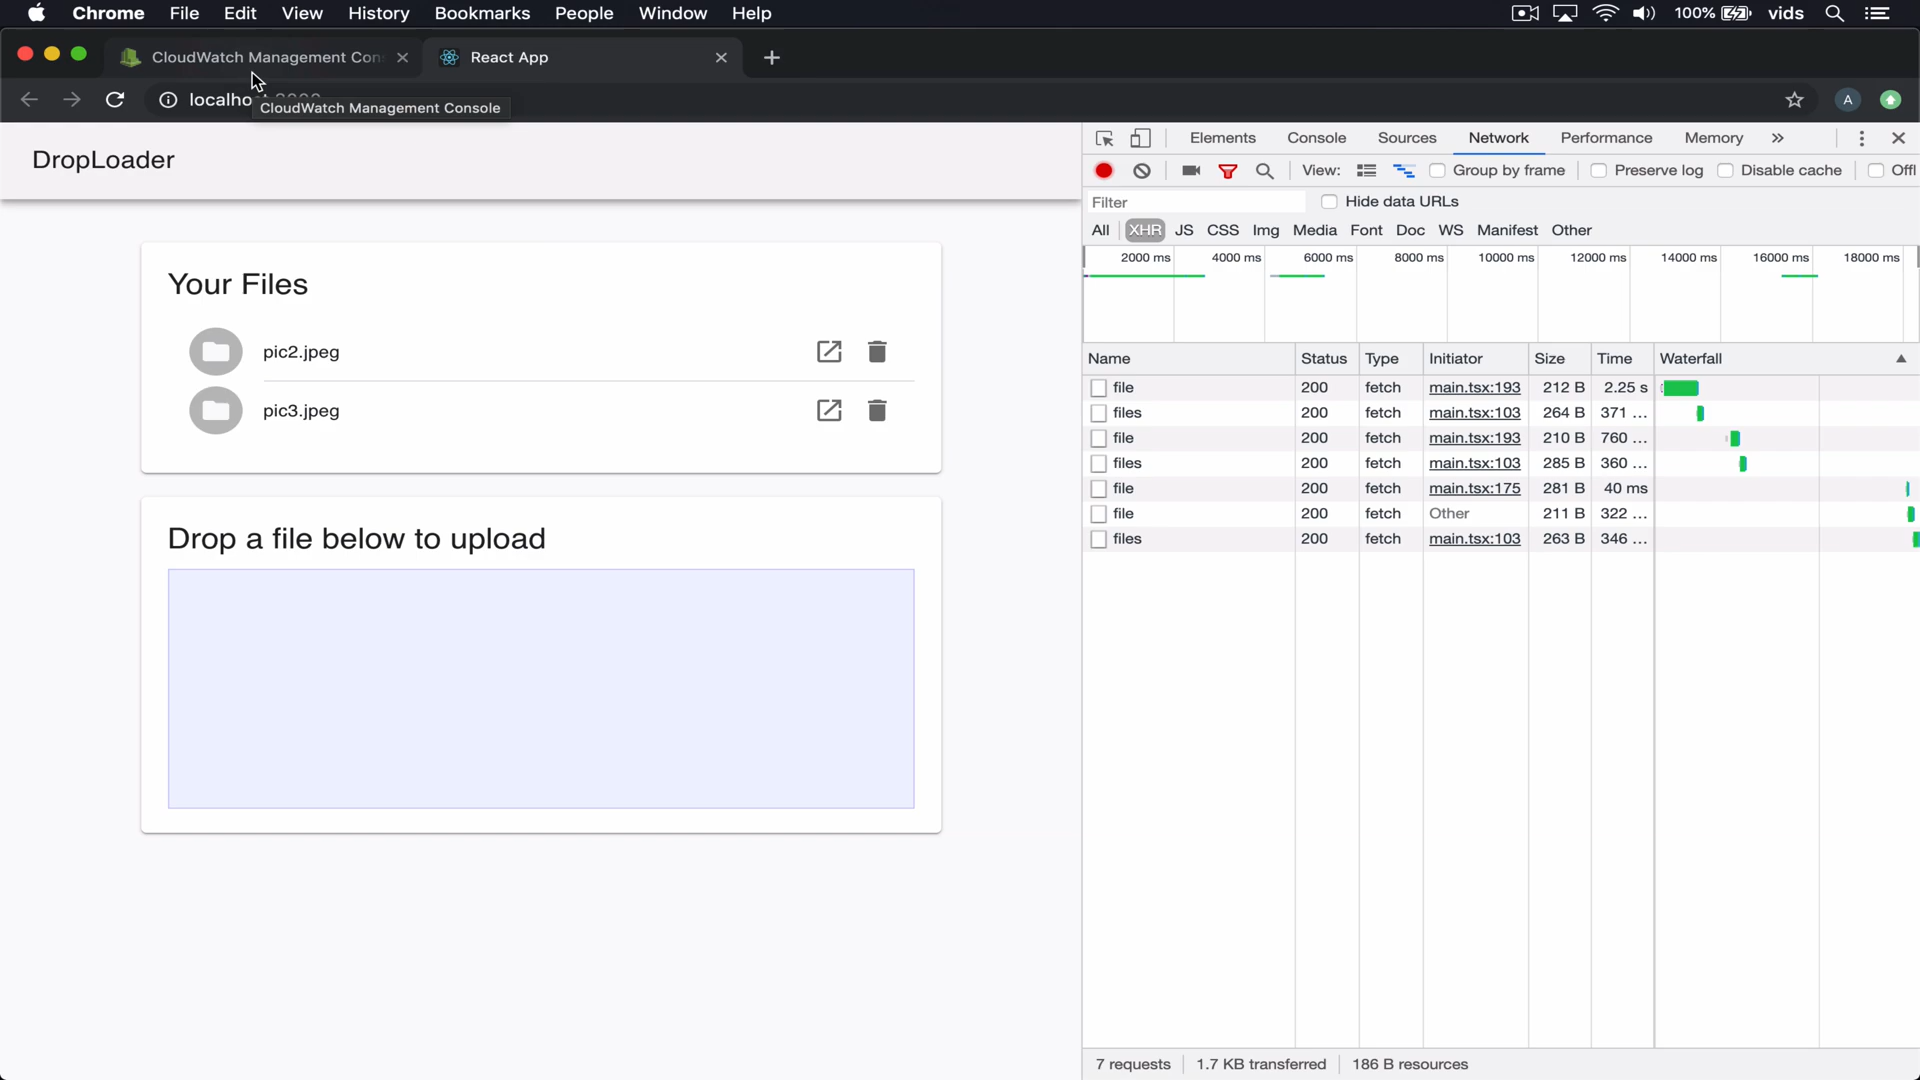 Chrome File Edit View History Bookmarks People Window Help 100% vids
CloudWatch Management Con
React App
localho
CloudWatch Management Console
A
DropLoader
Your Files
pic2.jpeg
pic3.jpeg
Drop a file below to upload
Elements Console Sources Network Performance Memory »
View: Group by frame Preserve log Disable cache Offl
Filter Hide data URLs
All XHR JS CSS Img Media Font Doc WS Manifest Other
2000 ms 4000 ms 6000 ms 8000 ms 10000 ms 12000 ms 14000 ms 16000 ms 18000 ms
Name Status Type Initiator Size Time Waterfall
file 200 fetch main.tsx:193 212 B 2.25 s
files 200 fetch main.tsx:103 264 B 371 ...
file 200 fetch main.tsx:193 210 B 760 ...
files 200 fetch main.tsx:103 285 B 360 ...
file 200 fetch main.tsx:175 281 B 40 ms
file 200 fetch Other 211 B 322 ...
files 200 fetch main.tsx:103 263 B 346 ...
7 requests 1.7 KB transferred 186 B resources